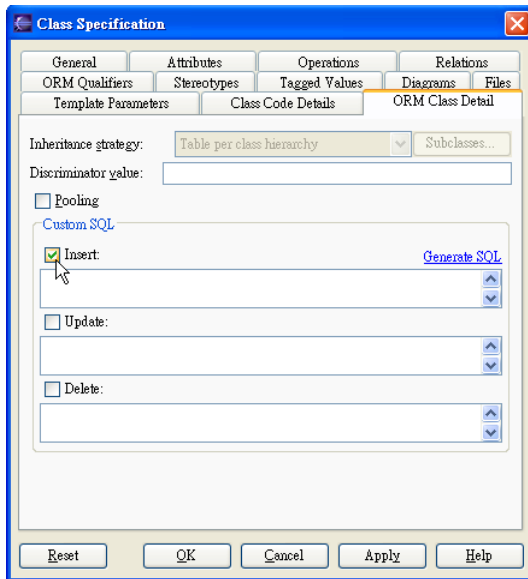 Class Specification
General Attributes Operations Relations
ORM Qualifiers Stereotypes Tagged Values Diagrams Files
Template Parameters Class Code Details ORM Class Detail
Inheritance strategy: Table per class hierarchy Subclasses...
Discriminator value:
Pooling
Custom SQL
Insert: Generate SQL
Update:
Delete:
Reset OK Cancel Apply Help